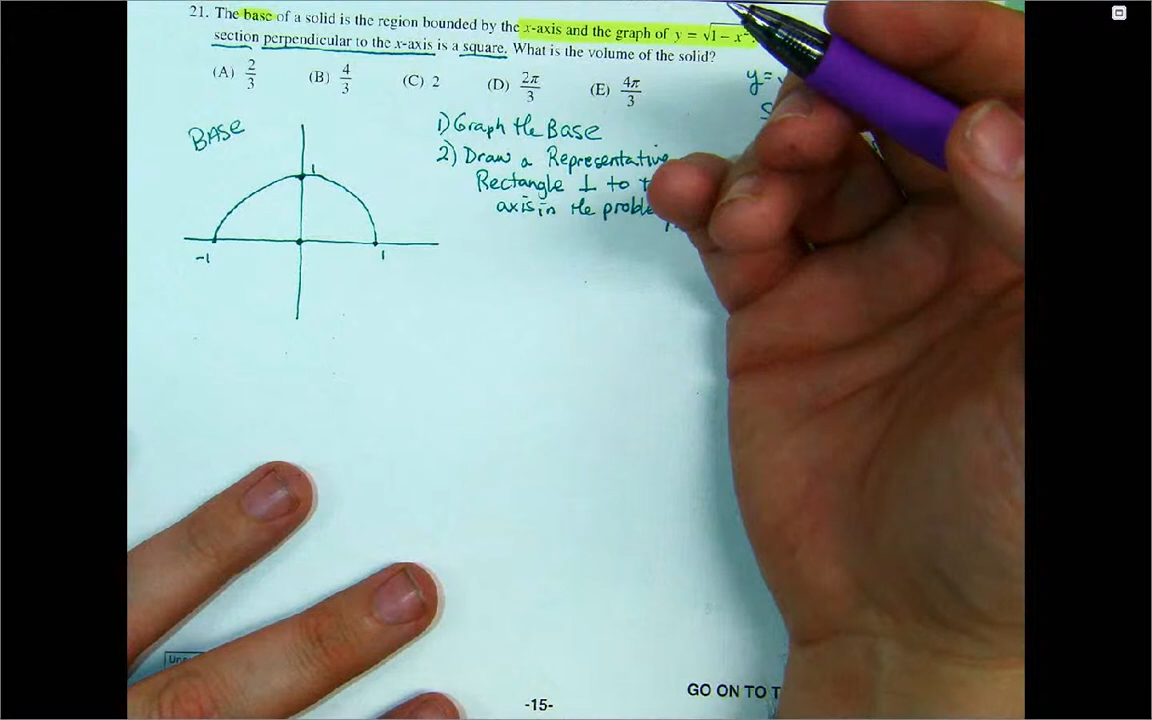 21. The base of a solid is the region bounded by the x-axis and the graph of y = √1 − x²
section perpendicular to the x-axis is a square. What is the volume of the solid?
(A) 2/3 (B) 4/3 (C) 2 (D) 2π/3 (E) 4π/3
y=
BASE
1) Graph the Base
2) Draw a Representative
Rectangle ⊥ to
axis in the
1
-1
1
GO ON TO
-15-